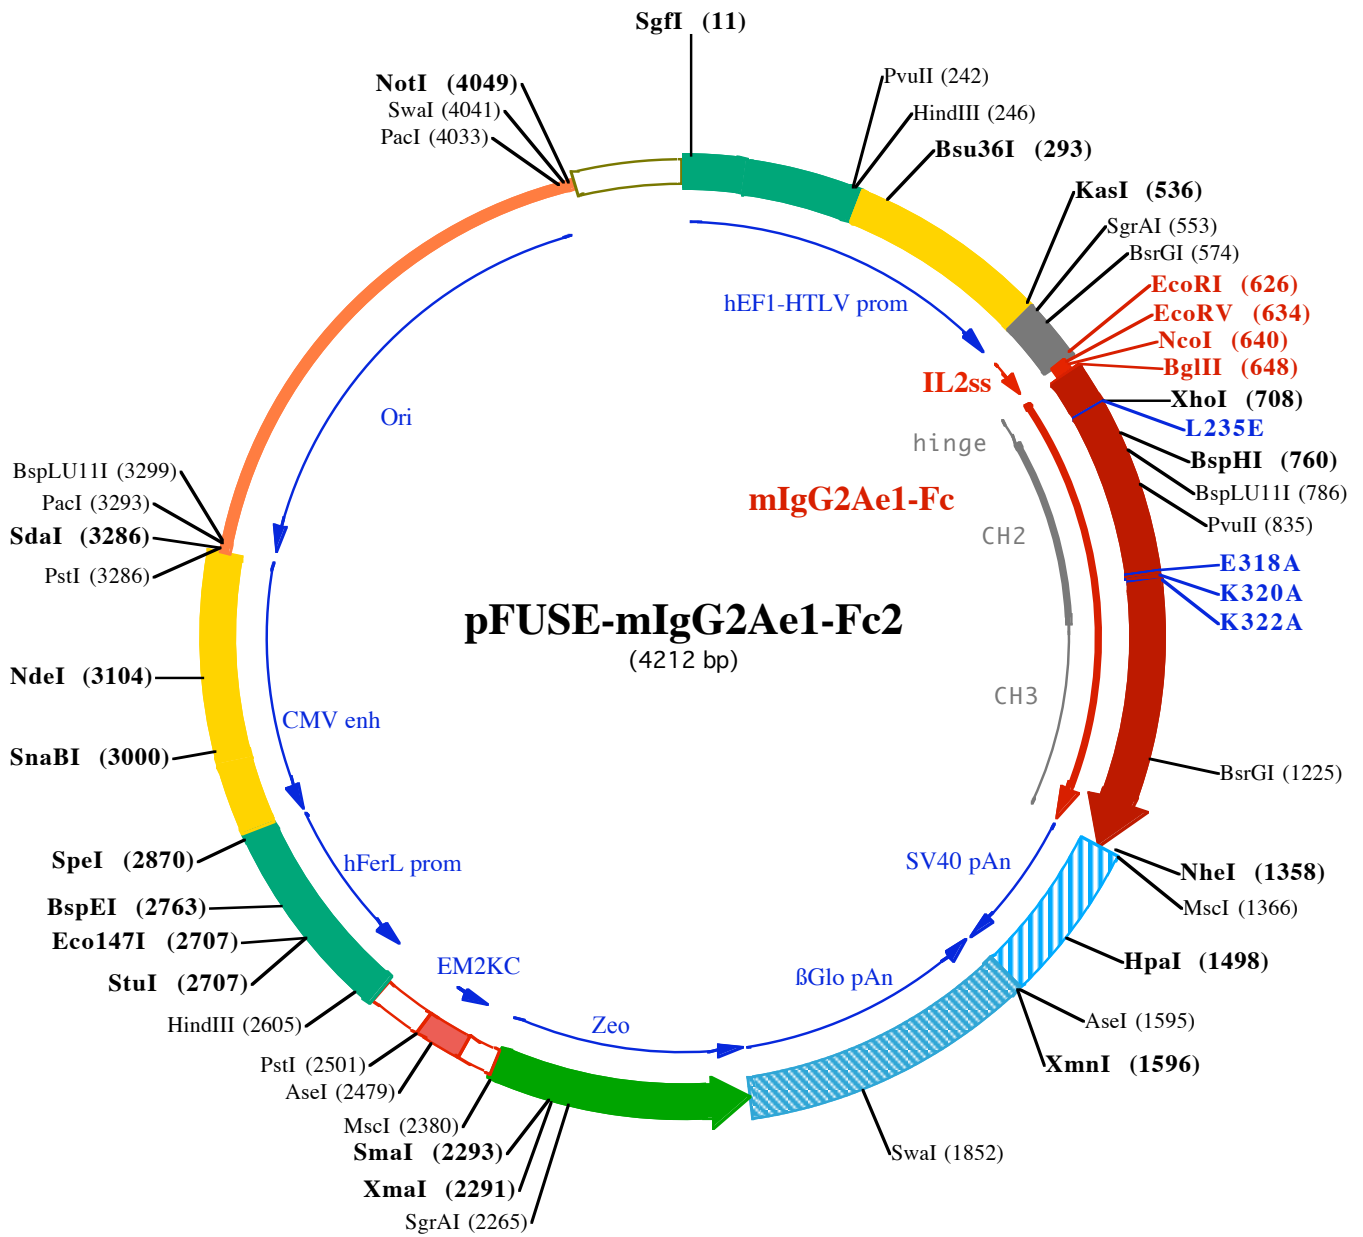 SgfI (11)
NotI (4049)
SwaI (4041)
PacI (4033)
PvuII (242)
HindIII (246)
Bsu36I (293)
KasI (536)
SgrAI (553)
BsrGI (574)
EcoRI (626)
EcoRV (634)
NcoI (640)
BglII (648)
XhoI (708)
L235E
BspHI (760)
BspLU11I (786)
PvuII (835)
E318A
K320A
K322A
BsrGI (1225)
NheI (1358)
MscI (1366)
HpaI (1498)
AseI (1595)
XmnI (1596)
SwaI (1852)
SgrAI (2265)
XmaI (2291)
SmaI (2293)
MscI (2380)
AseI (2479)
PstI (2501)
HindIII (2605)
StuI (2707)
Eco147I (2707)
BspEI (2763)
SpeI (2870)
SnaBI (3000)
NdeI (3104)
PstI (3286)
SdaI (3286)
PacI (3293)
BspLU11I (3299)
hEF1-HTLV prom
IL2ss
hinge
mIgG2Ae1-Fc
CH2
CH3
pFUSE-mIgG2Ae1-Fc2
(4212 bp)
SV40 pAn
ßGlo pAn
Zeo
EM2KC
hFerL prom
CMV enh
Ori